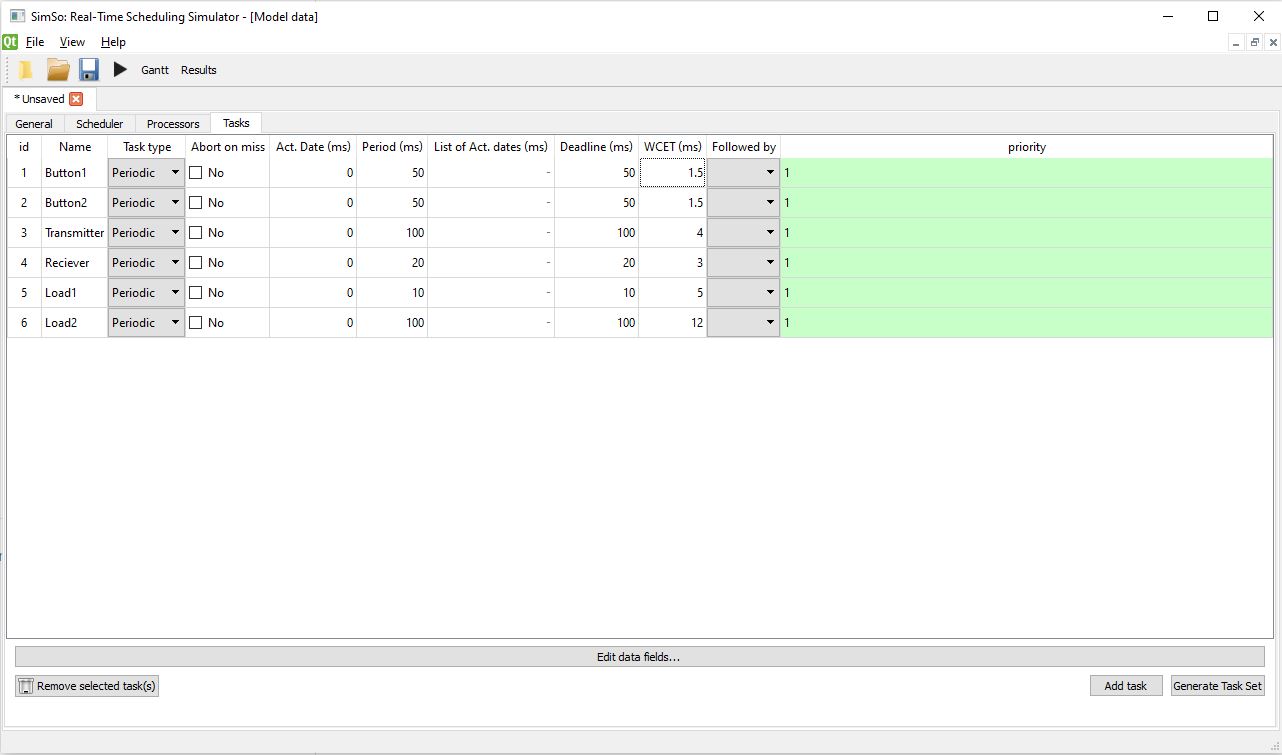 SimSo: Real-Time Scheduling Simulator - [Model data]
Qt File View Help
Gantt Results
* Unsaved
General Scheduler Processors Tasks
id Name Task type Abort on miss Act. Date (ms) Period (ms) List of Act. dates (ms) Deadline (ms) WCET (ms) Followed by priority
1 Button1 Periodic No 0 50 - 50 1.5 1
2 Button2 Periodic No 0 50 - 50 1.5 1
3 Transmitter Periodic No 0 100 - 100 4 1
4 Reciever Periodic No 0 20 - 20 3 1
5 Load1 Periodic No 0 10 - 10 5 1
6 Load2 Periodic No 0 100 - 100 12 1
Edit data fields...
Remove selected task(s) Add task Generate Task Set